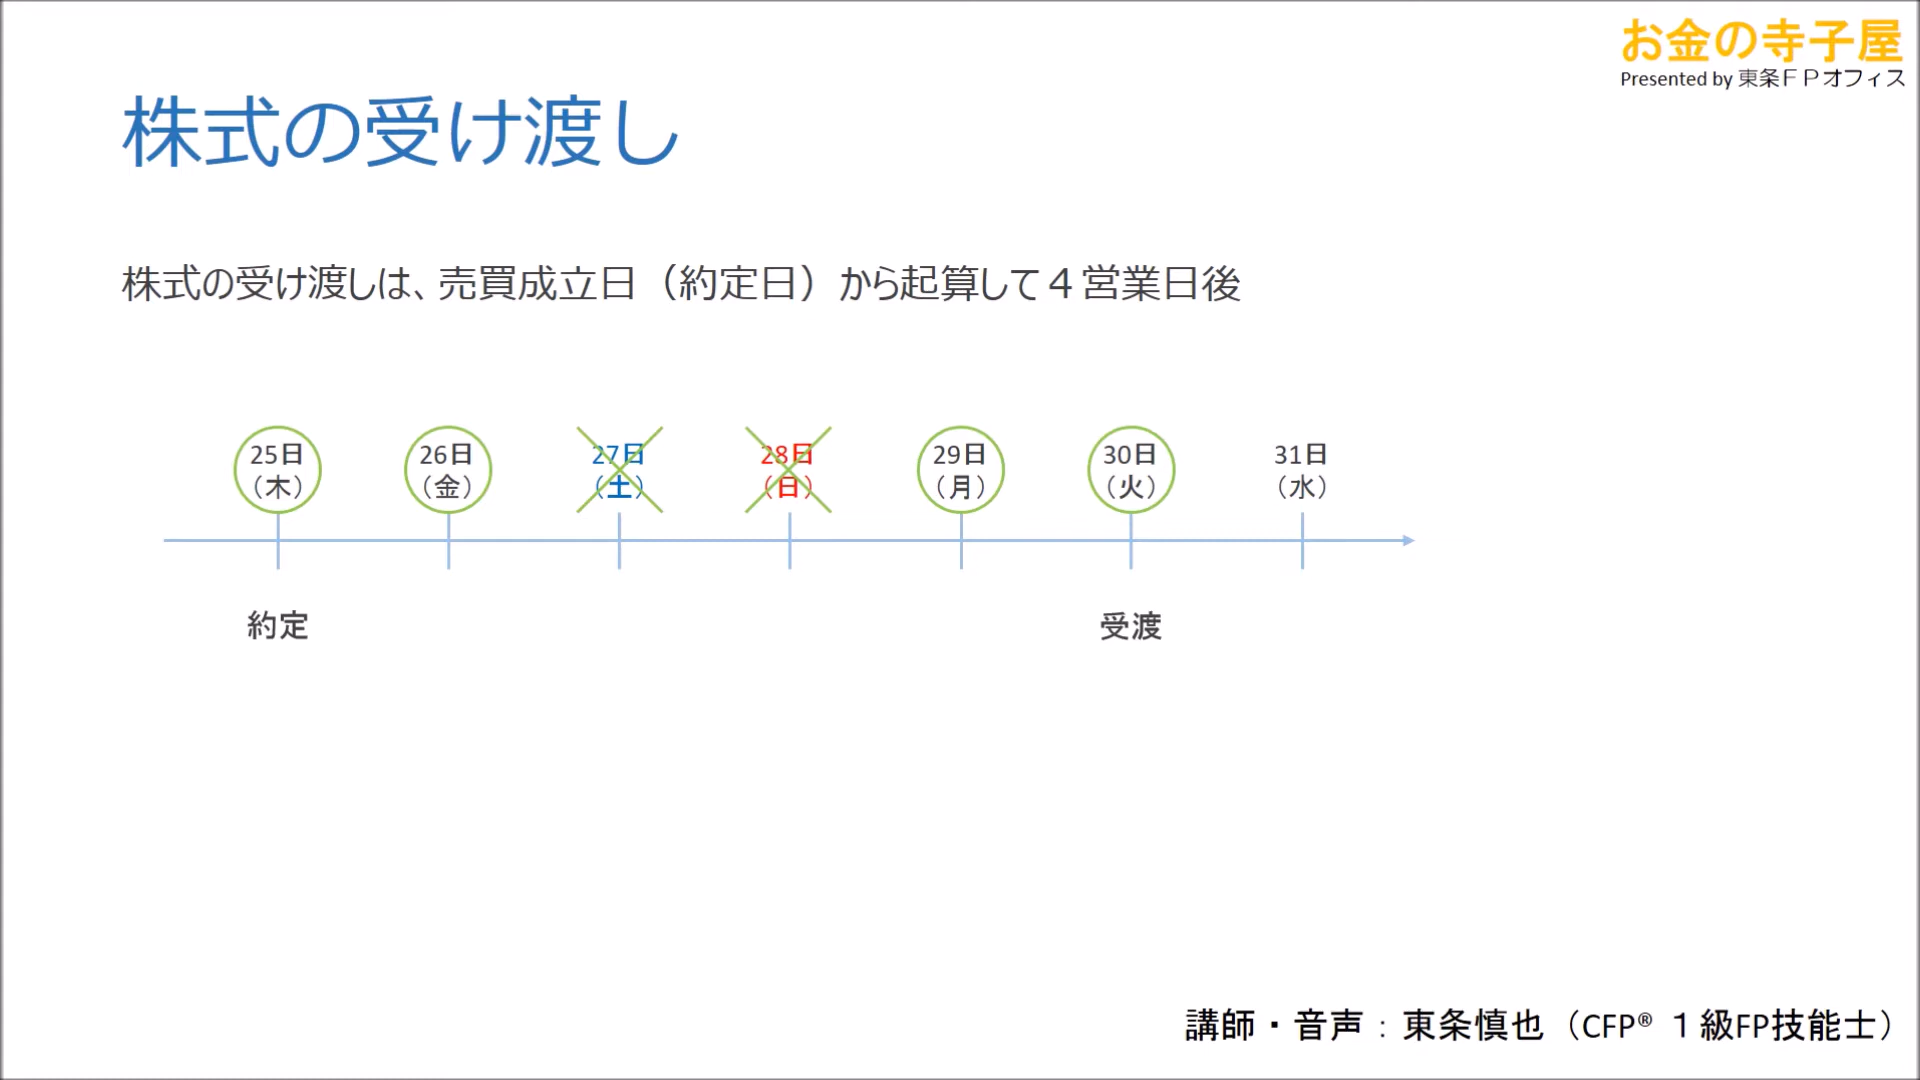 お金の寺子屋
Presented by 東条ＦＰオフィス
株式の受け渡し
株式の受け渡しは、売買成立日（約定日）から起算して４営業日後
25日 26日 27日 28日 29日 30日 31日
（木） （金） （土） （日） （月） （火） （水）
約定 受渡
講師・音声：東条慎也（CFP® １級FP技能士）